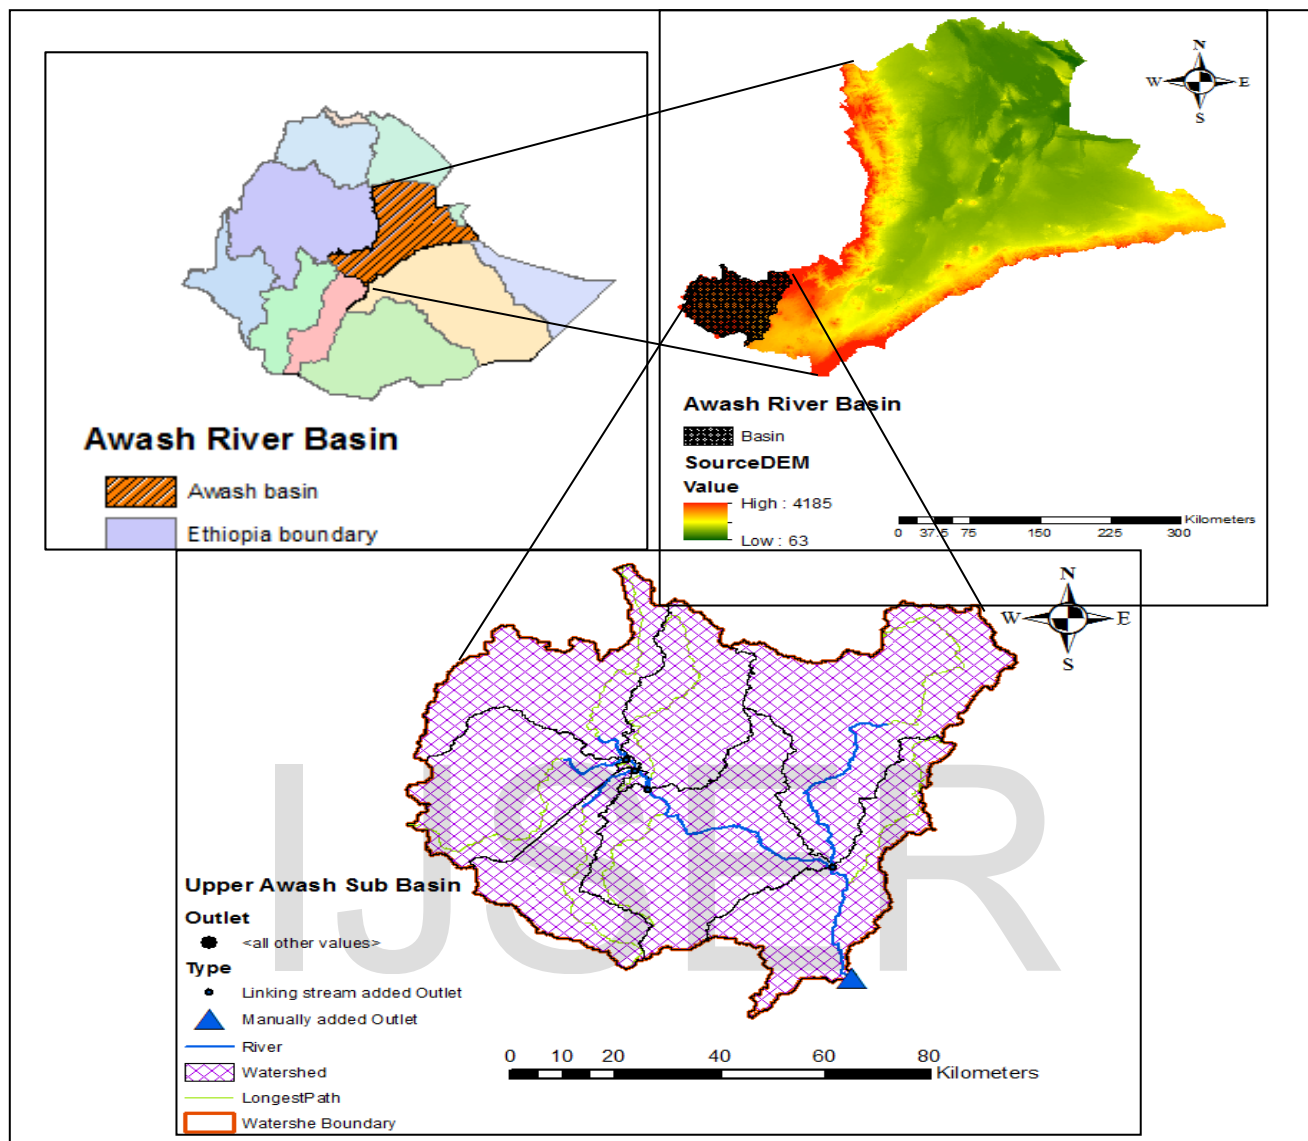 Awash River Basin
Awash basin
Ethiopia boundary
N
W E
S
Awash River Basin
Basin
SourceDEM
Value
High : 4185
Low : 63
Kilometers
0 37.5 75 150 225 300
N
W E
S
IJSER
Upper Awash Sub Basin
Outlet
<all other values>
Type
Linking stream added Outlet
Manually added Outlet
River
Watershed
LongestPath
Watershe Boundary
0 10 20 40 60 80
Kilometers